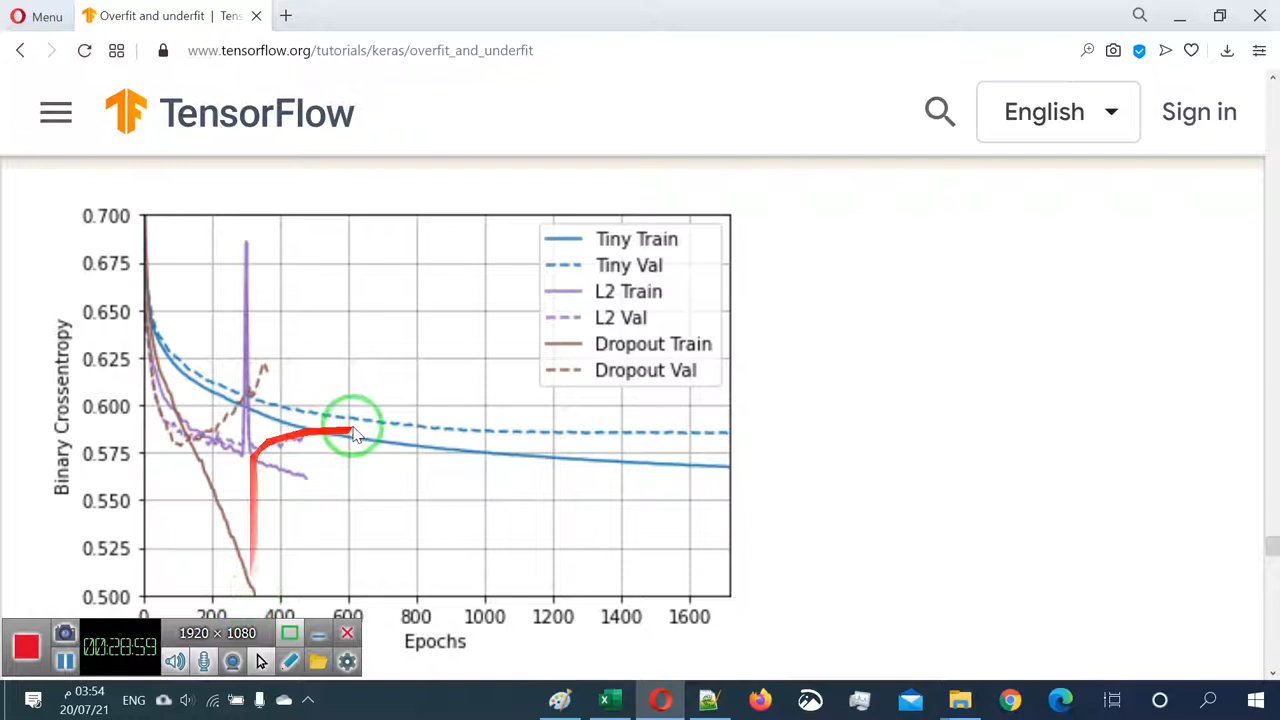 Menu
Overfit and underfit | Tens
www.tensorflow.org/tutorials/keras/overfit_and_underfit
TensorFlow
English
Sign in
0.700
0.675
0.650
0.625
0.600
0.575
0.550
0.525
0.500
Binary Crossentropy
Tiny Train
Tiny Val
L2 Train
L2 Val
Dropout Train
Dropout Val
0 200 400 600 800 1000 1200 1400 1600
Epochs
00:28:59
1920 × 1080
03:54 م
20/07/21
ENG